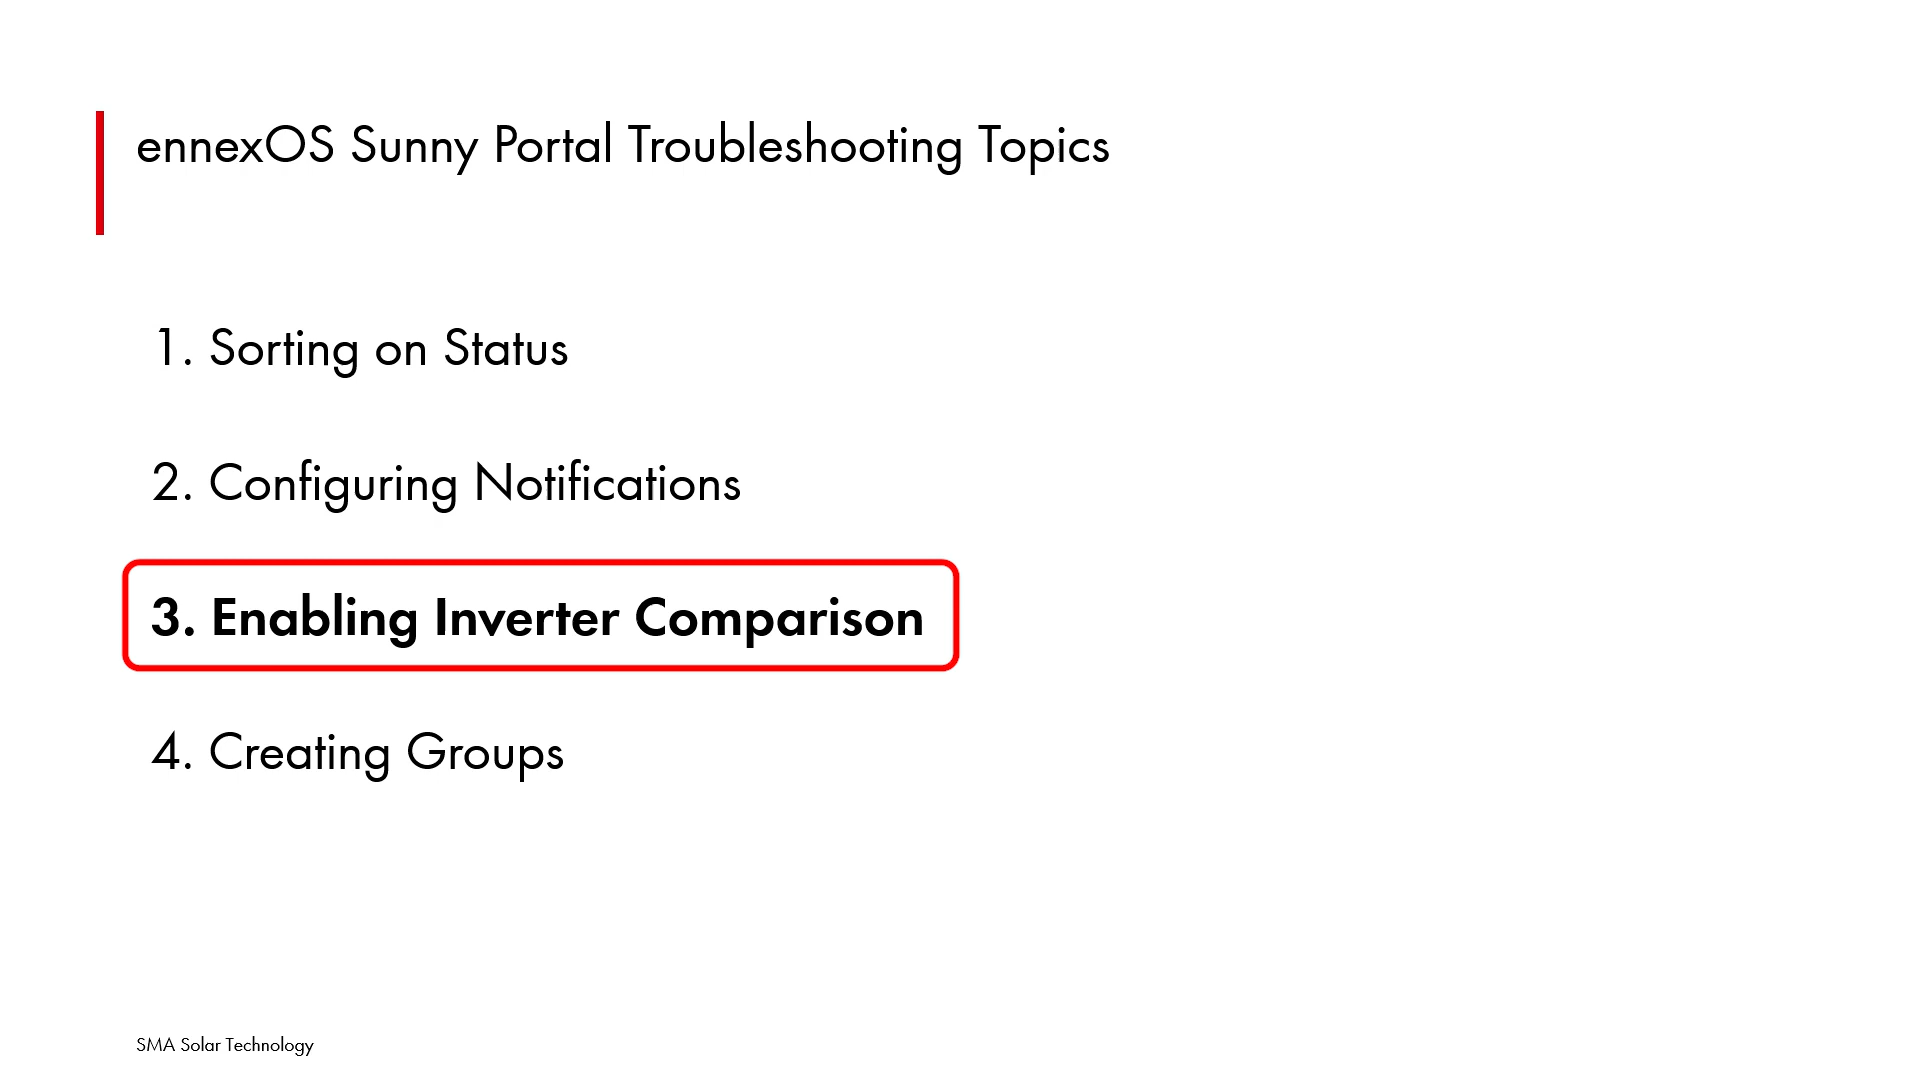 ennexOS Sunny Portal Troubleshooting Topics
1. Sorting on Status
2. Configuring Notifications
3. Enabling Inverter Comparison
4. Creating Groups
SMA Solar Technology